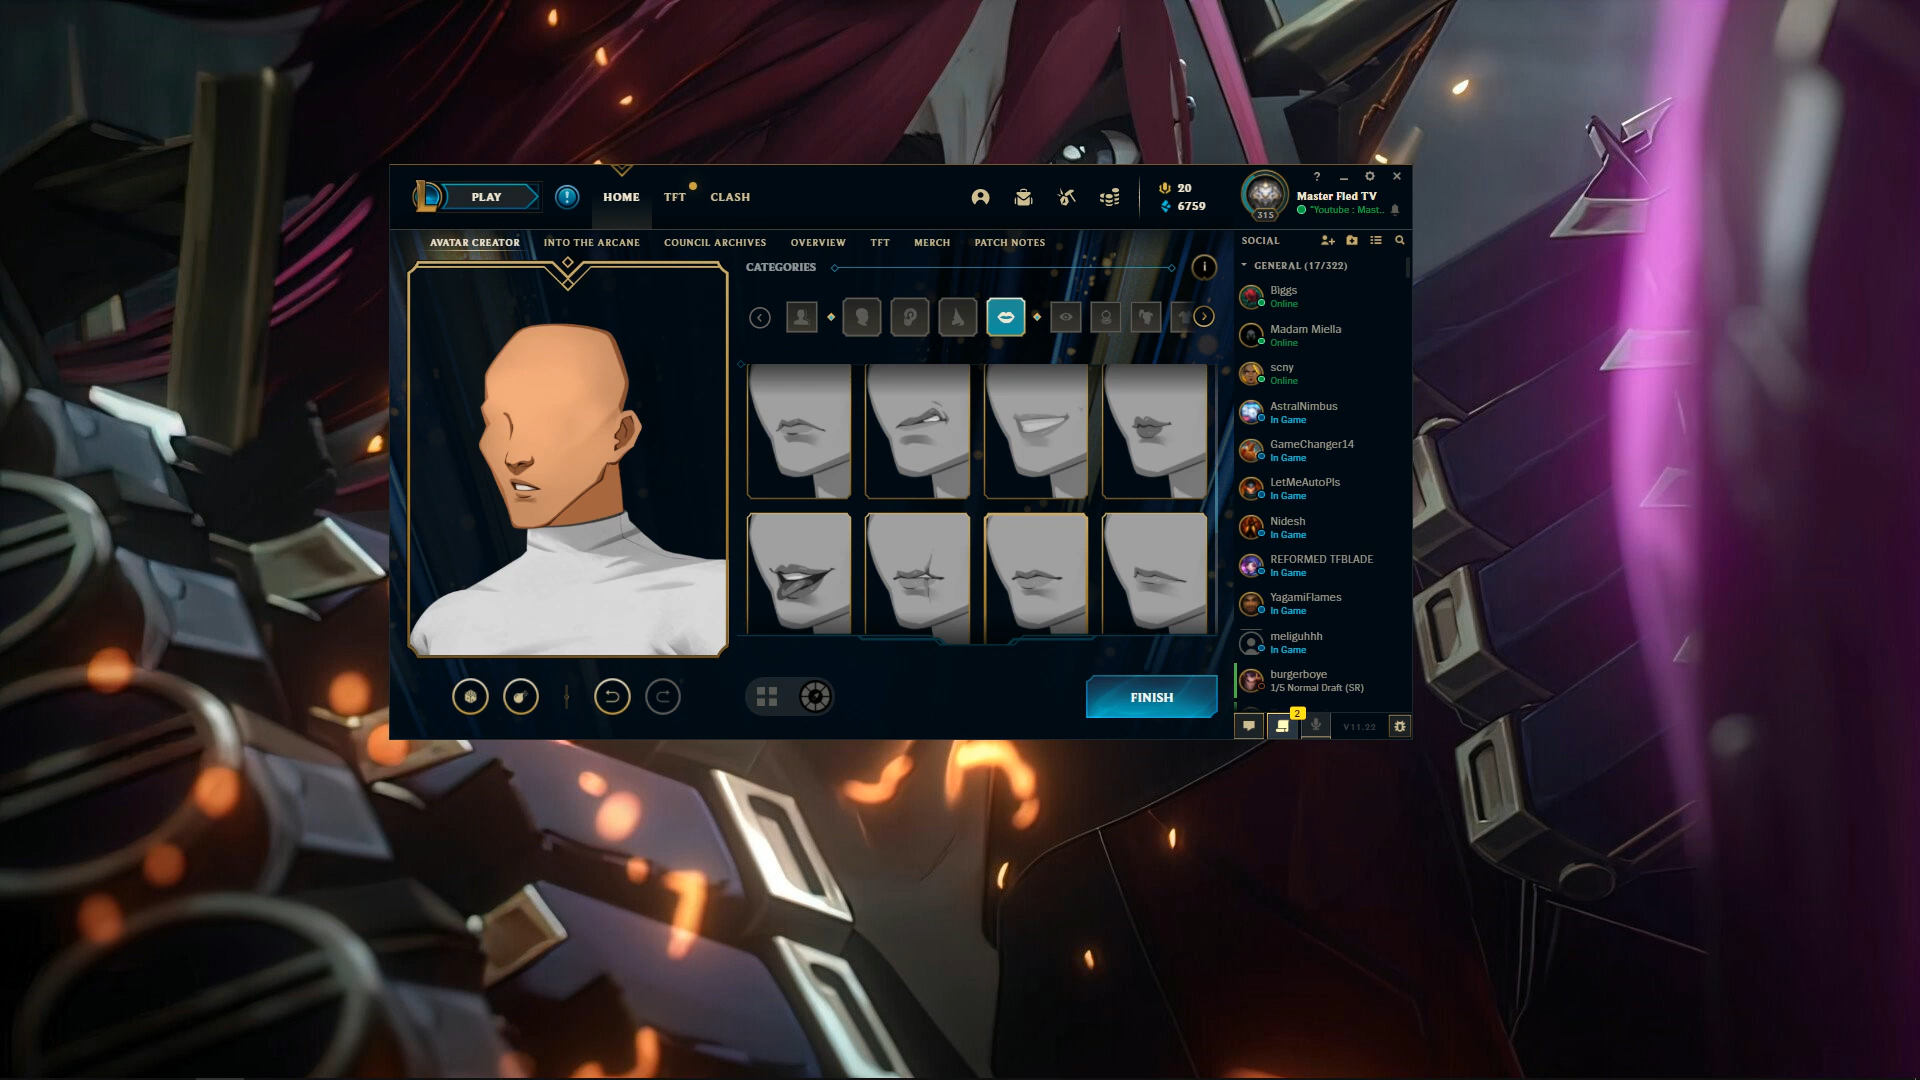 PLAY
HOME
TFT
CLASH
20
6759
315
?
Master Fled TV
"Youtube : Mast..
AVATAR CREATOR
INTO THE ARCANE
COUNCIL ARCHIVES
OVERVIEW
TFT
MERCH
PATCH NOTES
SOCIAL
CATEGORIES
GENERAL (17/322)
Biggs
Online
Madam Miella
Online
scny
Online
AstralNimbus
In Game
GameChanger14
In Game
LetMeAutoPls
In Game
Nidesh
In Game
REFORMED TFBLADE
In Game
YagamiFlames
In Game
meliguhhh
In Game
burgerboye
1/5 Normal Draft (SR)
FINISH
2
V11.22